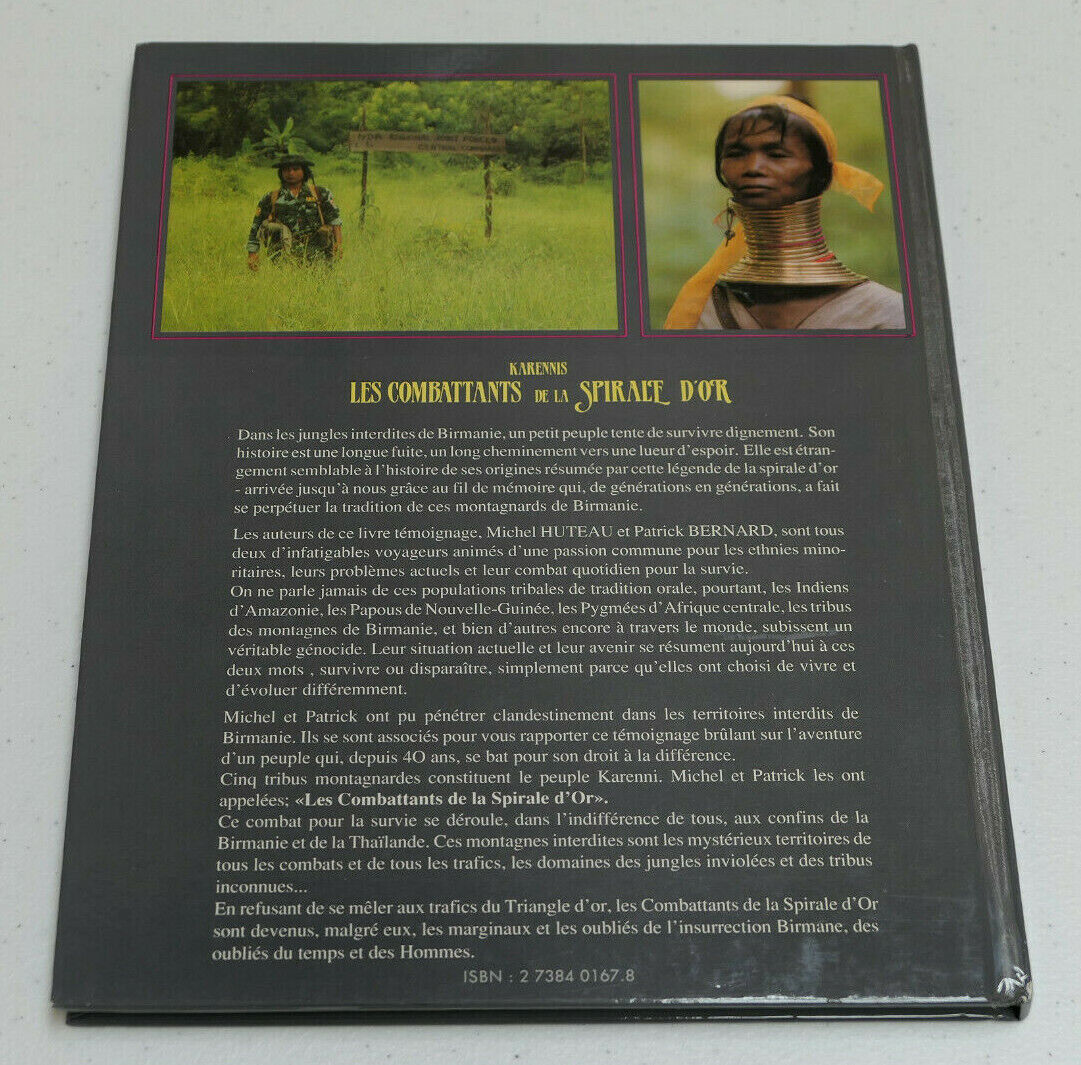 KARENNIS
LES COMBATTANTS DE LA SPIRALE D'OR
Dans les jungles interdites de Birmanie, un petit peuple tente de survivre dignement. Son
histoire est une longue fuite, un long cheminement vers une lueur d'espoir. Elle est étran-
gement semblable à l'histoire de ses origines résumée par cette légende de la spirale d'or
- arrivée jusqu'à nous grâce au fil de mémoire qui, de générations en générations, a fait
se perpétuer la tradition de ces montagnards de Birmanie.
Les auteurs de ce livre témoignage, Michel HUTEAU et Patrick BERNARD, sont tous
deux d'infatigables voyageurs animés d'une passion commune pour les ethnies mino-
ritaires, leurs problèmes actuels et leur combat quotidien pour la survie.
On ne parle jamais de ces populations tribales de tradition orale, pourtant, les Indiens
d'Amazonie, les Papous de Nouvelle-Guinée, les Pygmées d'Afrique centrale, les tribus
des montagnes de Birmanie, et bien d'autres encore à travers le monde, subissent un
véritable génocide. Leur situation actuelle et leur avenir se résument aujourd'hui à ces
deux mots , survivre ou disparaître, simplement parce qu'elles ont choisi de vivre et
d'évoluer différemment.
Michel et Patrick ont pu pénétrer clandestinement dans les territoires interdits de
Birmanie. Ils se sont associés pour vous rapporter ce témoignage brûlant sur l'aventure
d'un peuple qui, depuis 4O ans, se bat pour son droit à la différence.
Cinq tribus montagnardes constituent le peuple Karenni. Michel et Patrick les ont
appelées; «Les Combattants de la Spirale d'Or».
Ce combat pour la survie se déroule, dans l'indifférence de tous, aux confins de la
Birmanie et de la Thaïlande. Ces montagnes interdites sont les mystérieux territoires de
tous les combats et de tous les trafics, les domaines des jungles inviolées et des tribus
inconnues...
En refusant de se mêler aux trafics du Triangle d'or, les Combattants de la Spirale d'Or
sont devenus, malgré eux, les marginaux et les oubliés de l'insurrection Birmane, des
oubliés du temps et des Hommes.
ISBN : 2 7384 0167.8